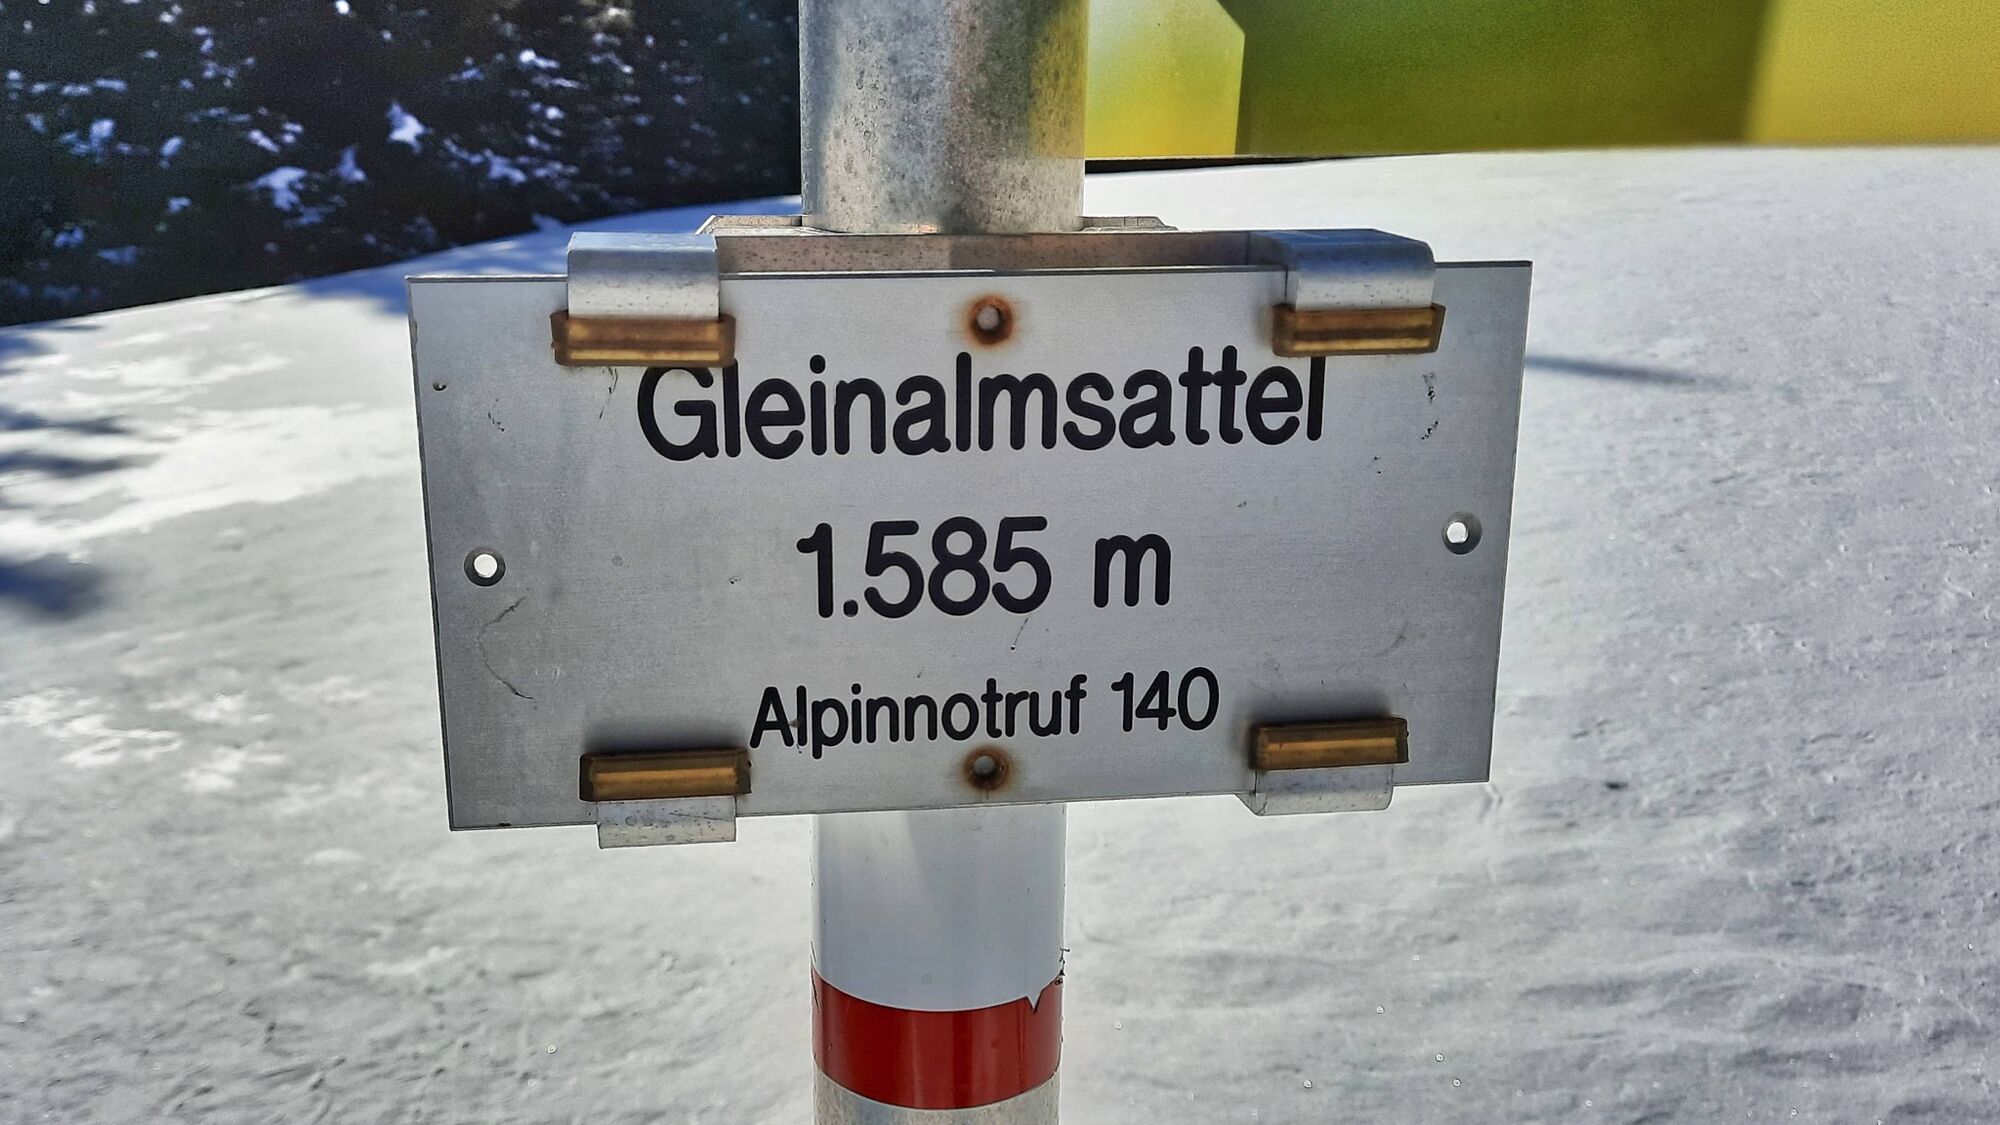 Gleinalmsattel
1.585 m
Alpinnotruf 140